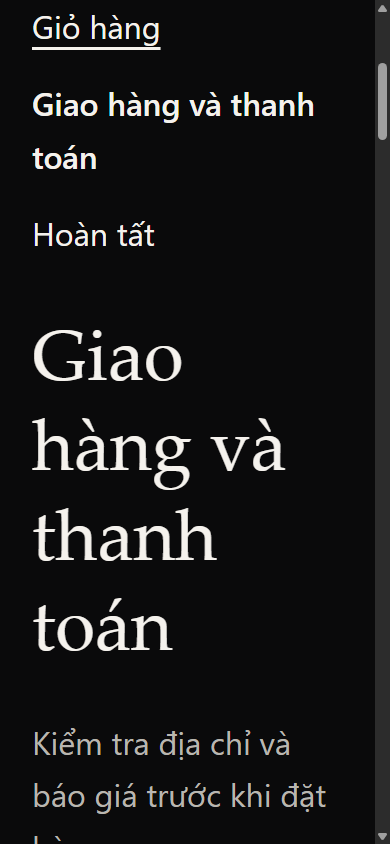 Giỏ hàng
Giao hàng và thanh
toán
Hoàn tất
Giao
hàng và
thanh
toán
Kiểm tra địa chỉ và
báo giá trước khi đặt